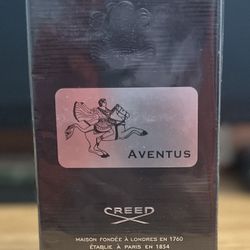 AVENTUS
CREED
MAISON FONDÉE À LONDRES EN 1760
ÉTABLIE À PARIS EN 1854